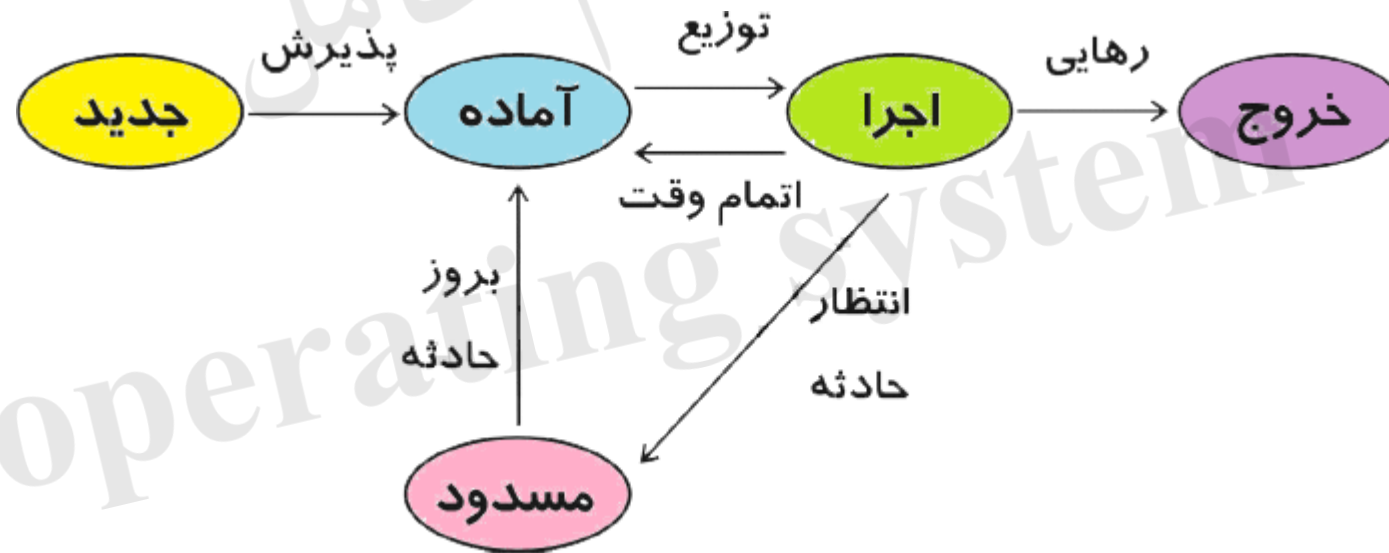 جدید
پذیرش
آماده
توزیع
اتمام وقت
اجرا
رهایی
خروج
بروز
حادثه
انتظار
حادثه
مسدود
operating system